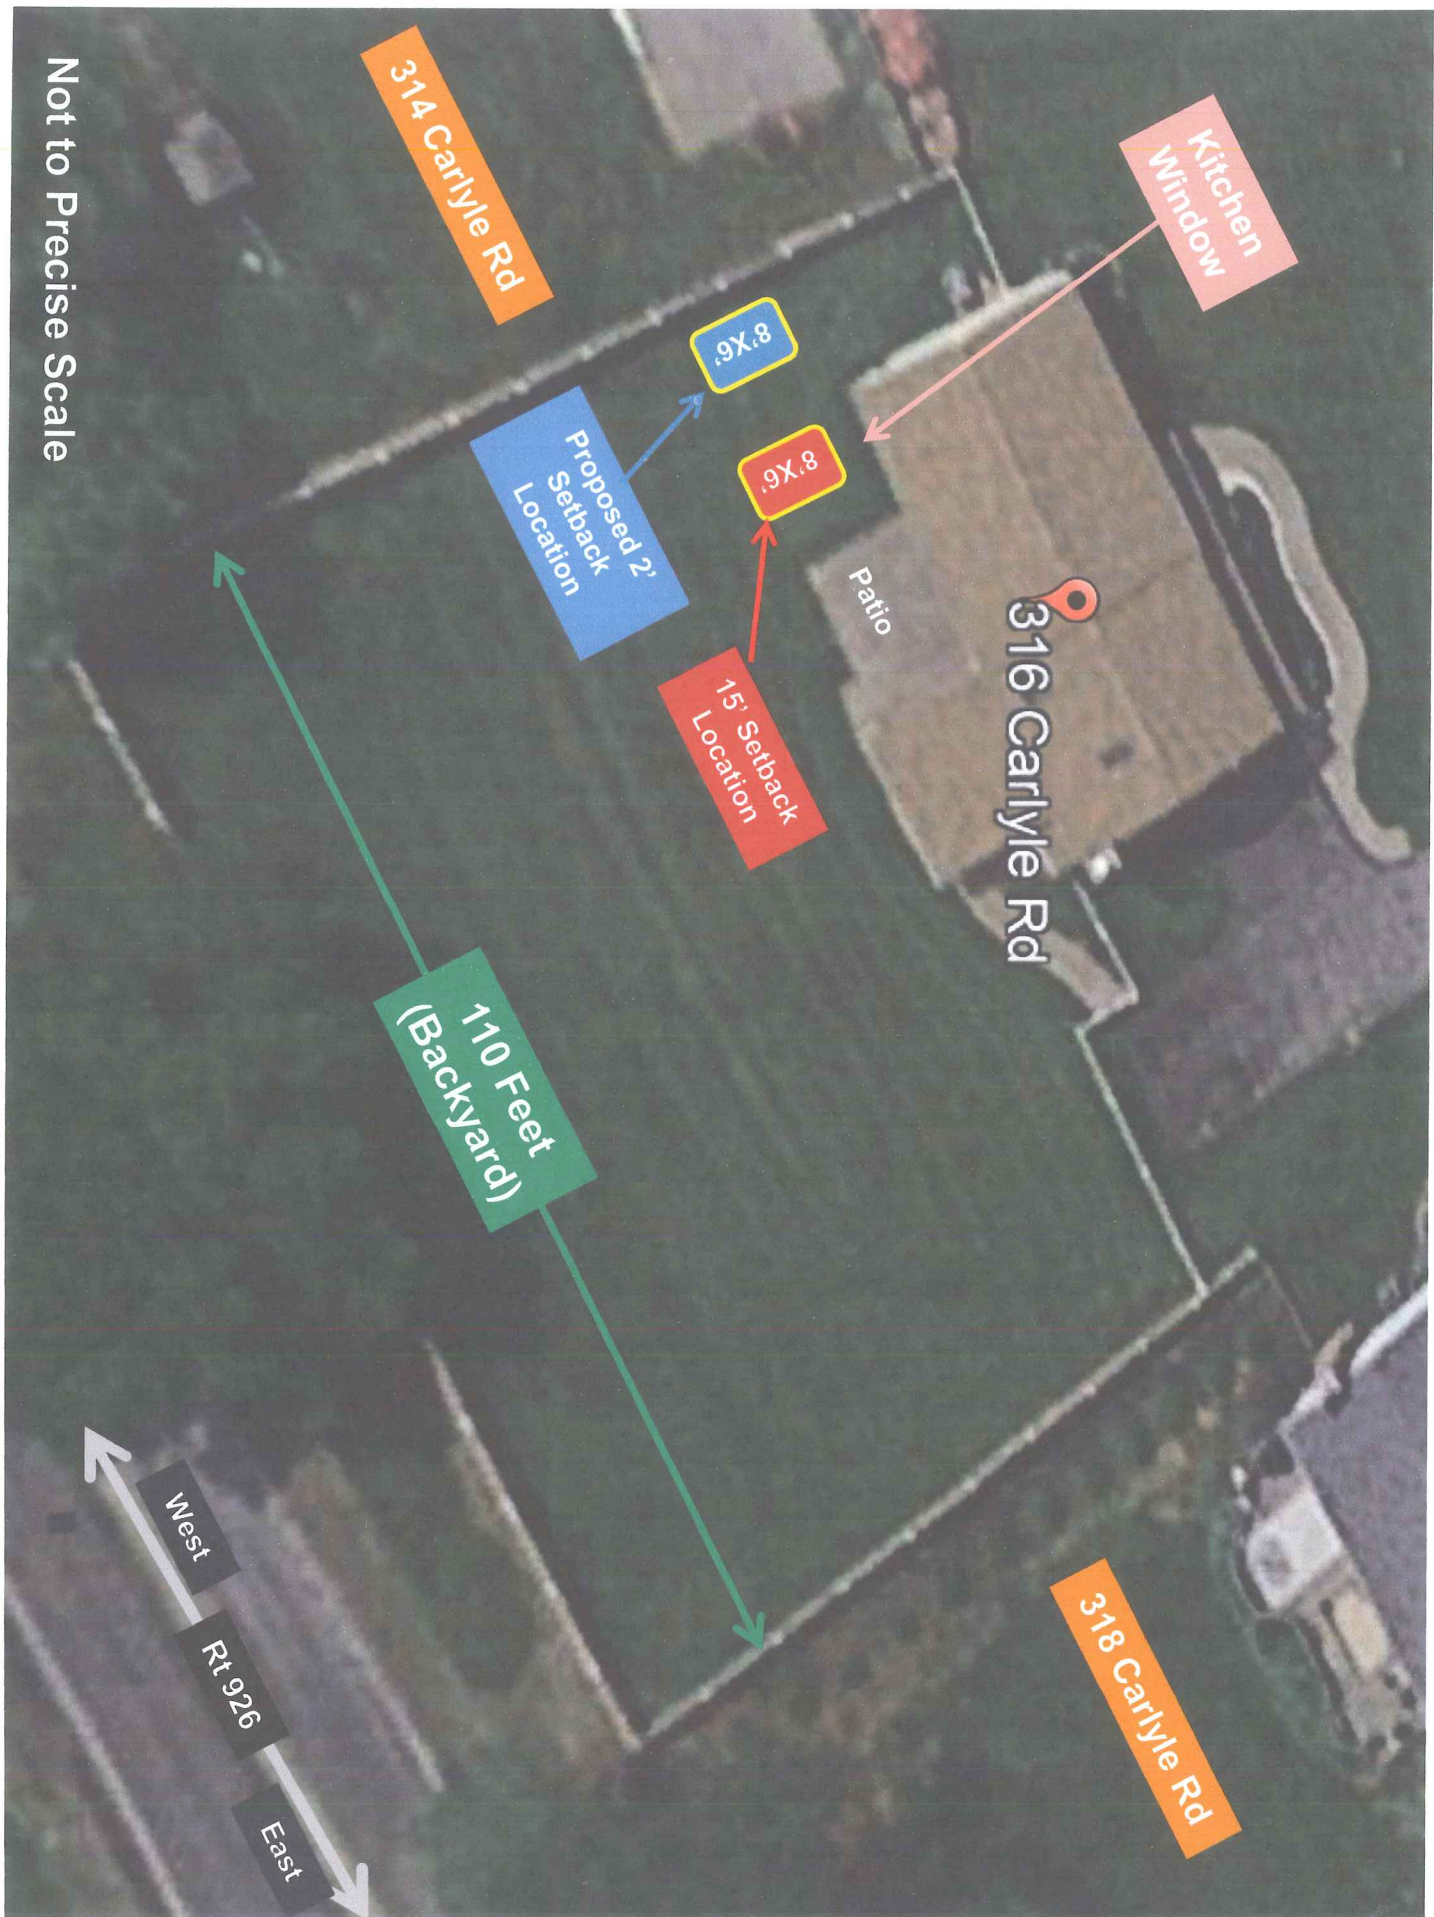 Kitchen
Window
314 Carlyle Rd
8'X6'
8'X6'
Proposed 2'
Setback
Location
15' Setback
Location
Patio
316 Carlyle Rd
110 Feet
(Backyard)
318 Carlyle Rd
West
Rt 926
East
Not to Precise Scale